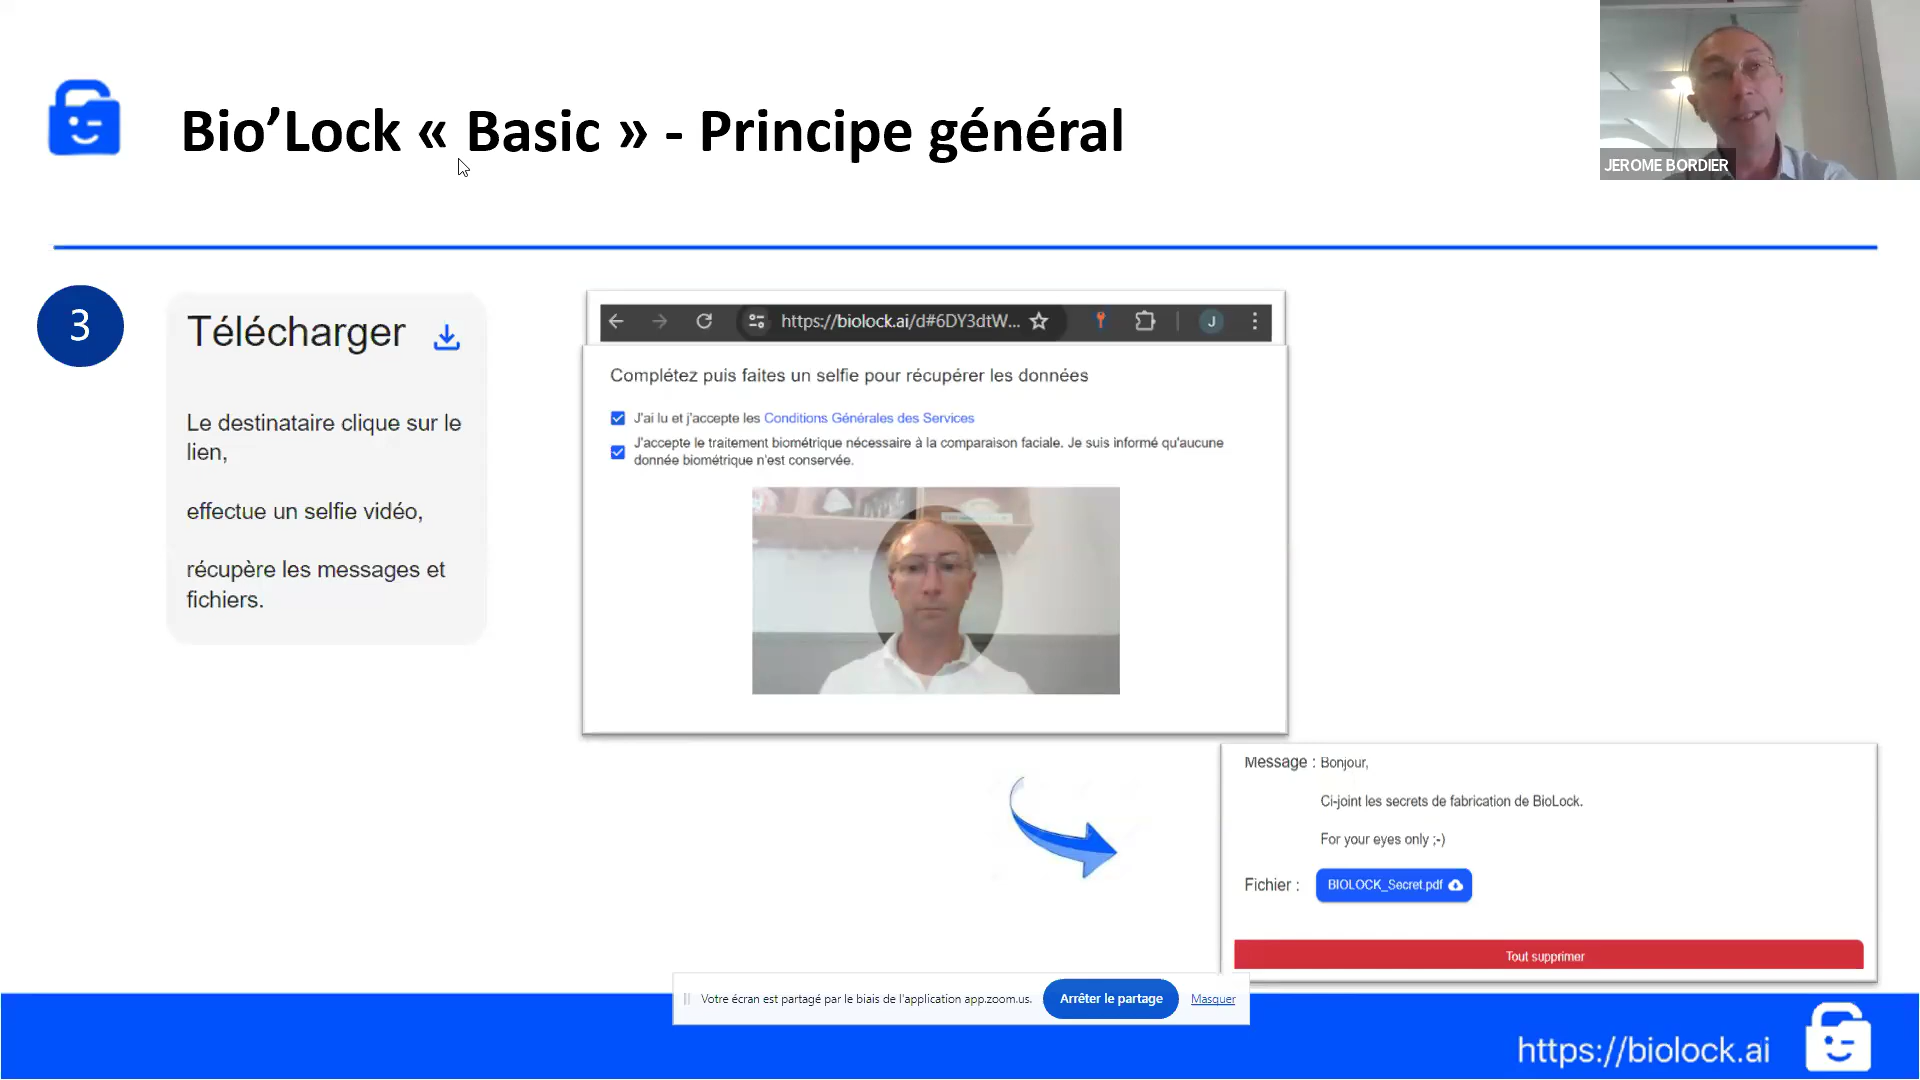 Bio’Lock « Basic » - Principe général
JEROME BORDIER
3
Télécharger
Le destinataire clique sur le
lien,
effectue un selfie vidéo,
récupère les messages et
fichiers.
https://biolock.ai/d#6DY3dtW...
J
Complétez puis faites un selfie pour récupérer les données
J'ai lu et j'accepte les Conditions Générales des Services
J'accepte le traitement biométrique nécessaire à la comparaison faciale. Je suis informé qu'aucune
donnée biométrique n'est conservée.
Message : Bonjour,
Ci-joint les secrets de fabrication de BioLock.
For your eyes only ;-)
Fichier : BIOLOCK_Secret.pdf
Tout supprimer
Votre écran est partagé par le biais de l'application app.zoom.us.
Arrêter le partage
Masquer
https://biolock.ai